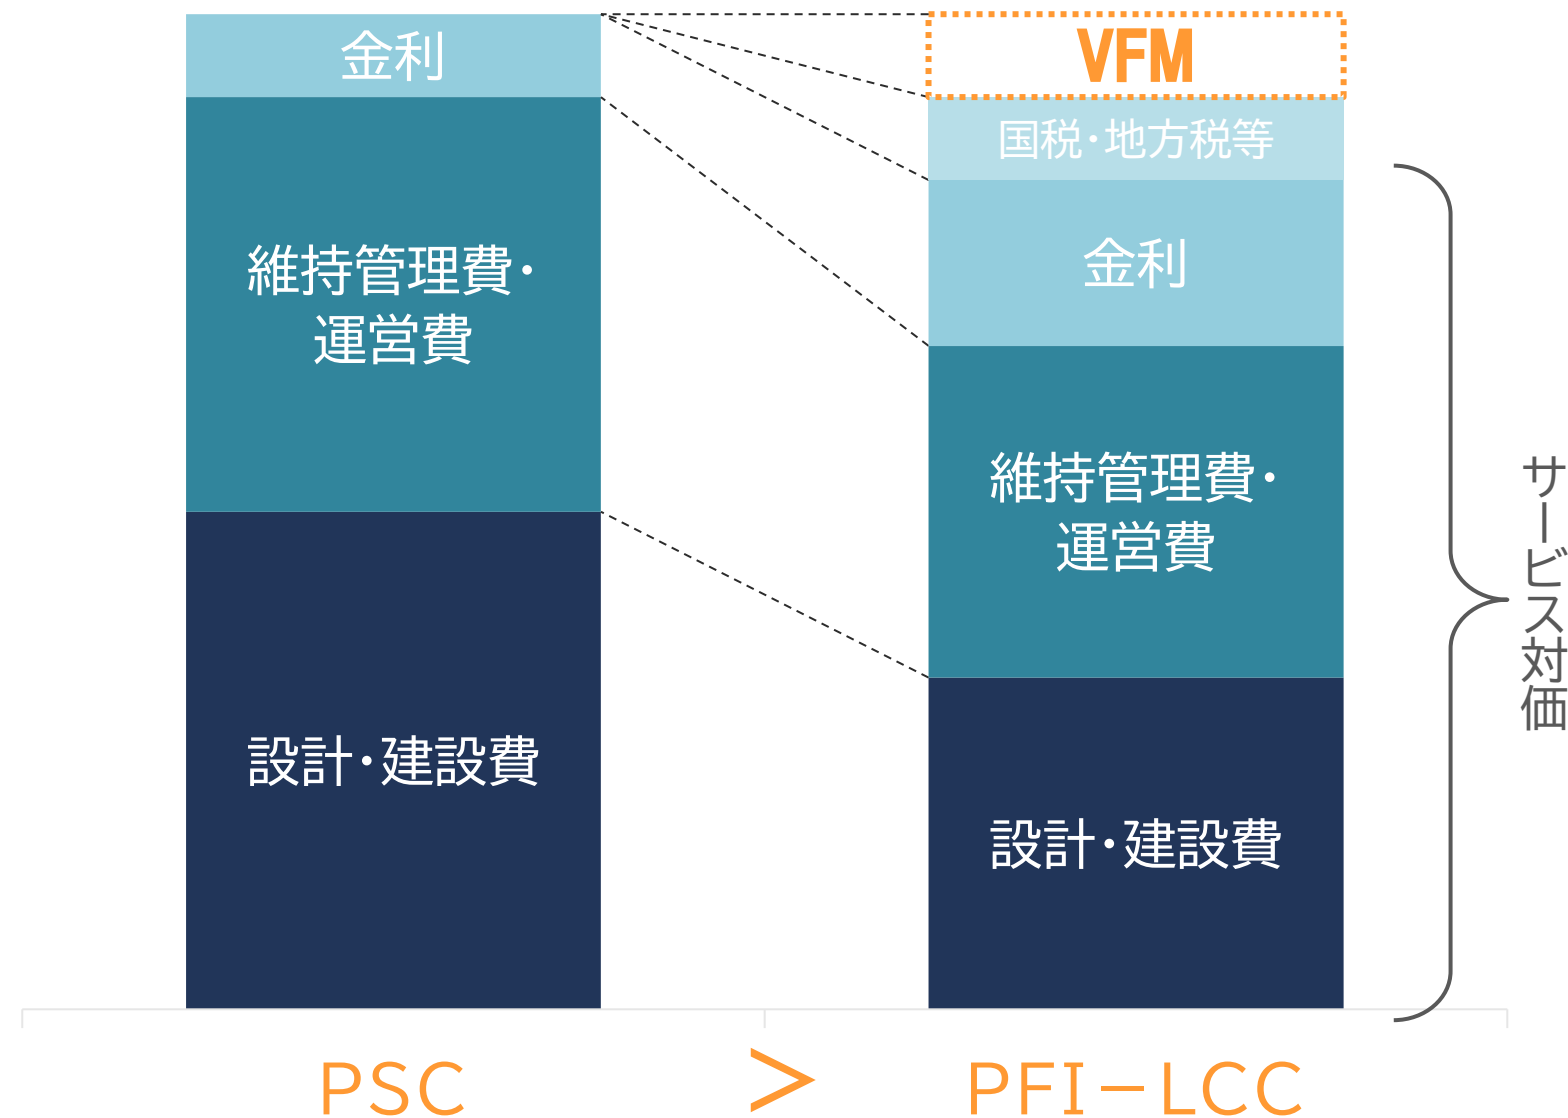 金利
維持管理費・
運営費
設計・建設費
VFM
国税・地方税等
金利
維持管理費・
運営費
設計・建設費
サービス対価
PSC
>
PFI－LCC